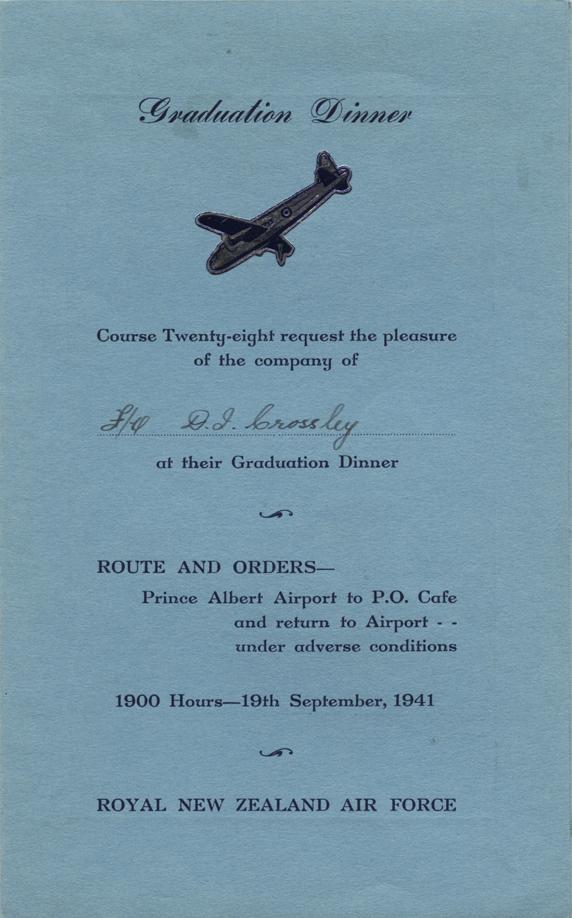 Graduation Dinner
Course Twenty-eight request the pleasure
of the company of
F/O D.J. Crossley
at their Graduation Dinner
ROUTE AND ORDERS—
Prince Albert Airport to P.O. Cafe
and return to Airport - -
under adverse conditions
1900 Hours—19th September, 1941
ROYAL NEW ZEALAND AIR FORCE